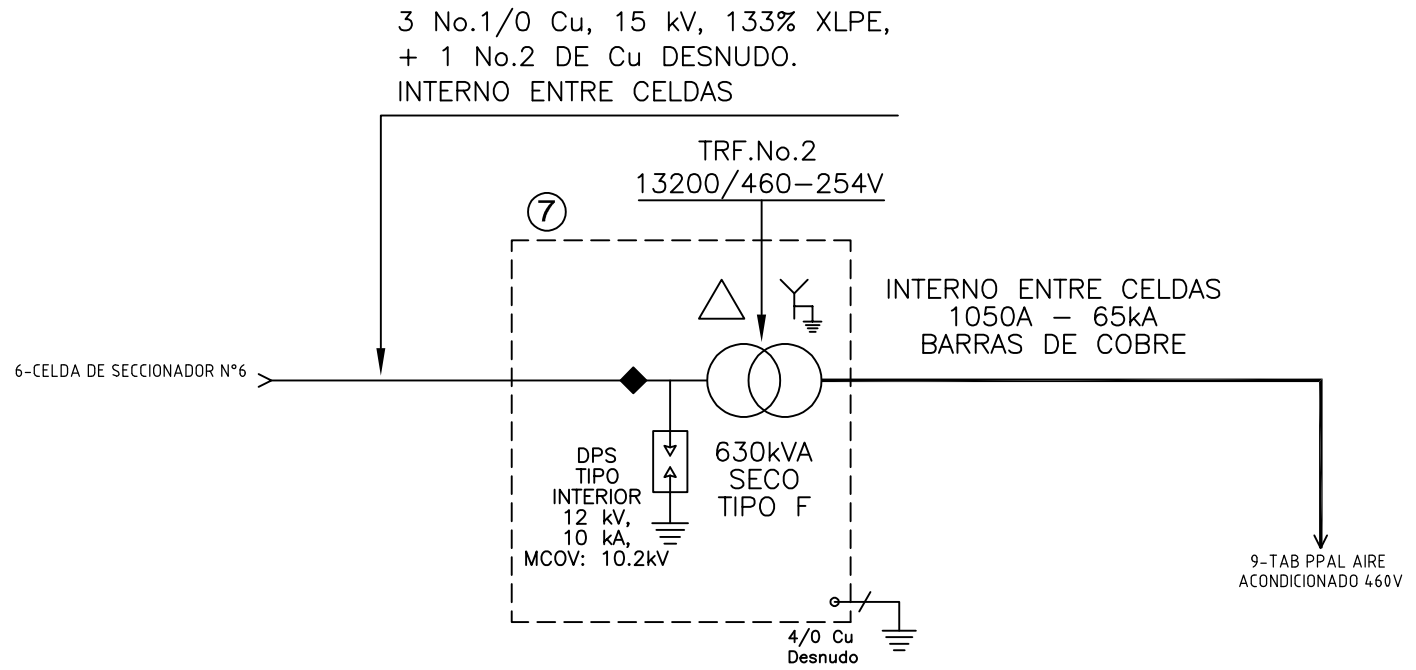 3 No.1/0 Cu, 15 kV, 133% XLPE,
+ 1 No.2 DE Cu DESNUDO.
INTERNO ENTRE CELDAS
TRF.No.2
13200/460-254V
7
INTERNO ENTRE CELDAS
1050A - 65kA
BARRAS DE COBRE
6-CELDA DE SECCIONADOR N°6
DPS
TIPO
INTERIOR
12 kV,
10 kA,
MCOV: 10.2kV
630kVA
SECO
TIPO F
9-TAB PPAL AIRE
ACONDICIONADO 460V
4/0 Cu
Desnudo